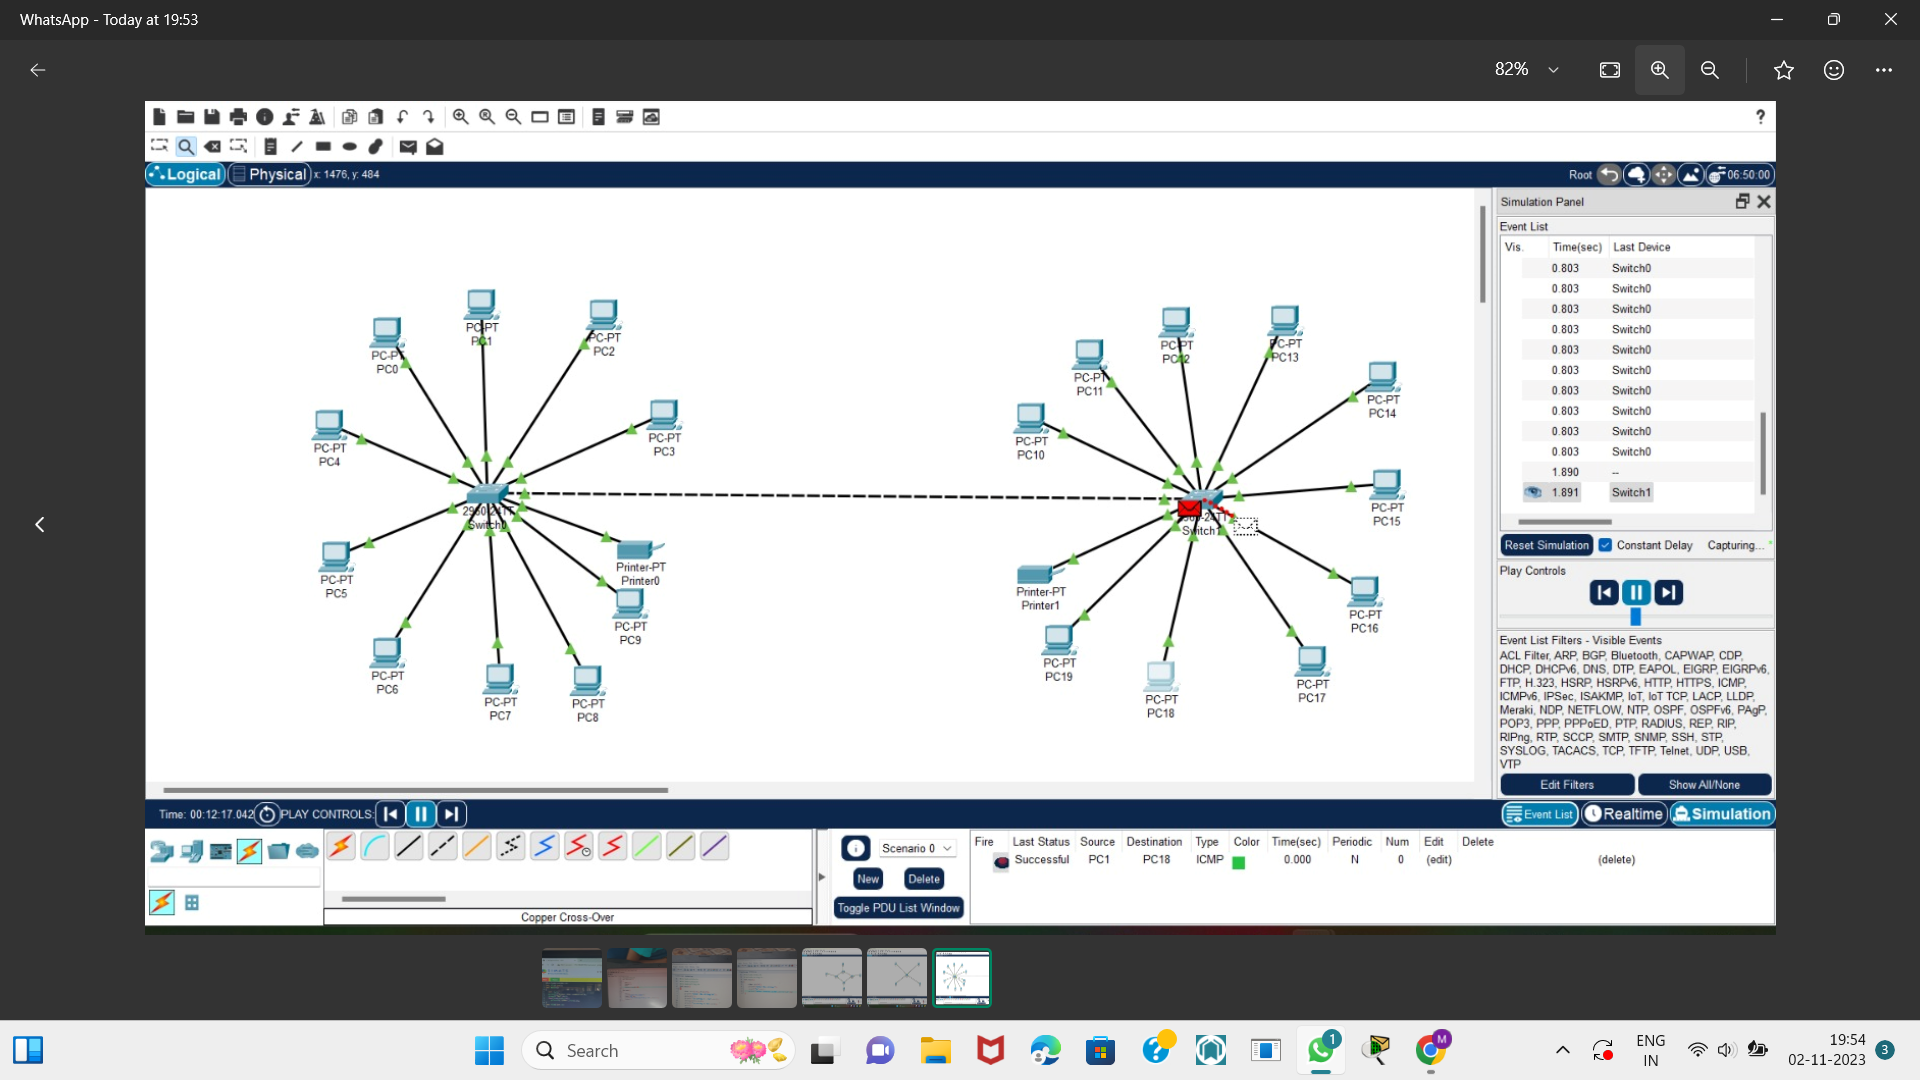 WhatsApp - Today at 19:53
82%
?
Logical
Physical
x: 1476, y: 484
Root
06:50:00
Simulation Panel
Event List
Vis.
Time(sec)
Last Device
0.803
Switch0
0.803
Switch0
0.803
Switch0
0.803
Switch0
0.803
Switch0
0.803
Switch0
0.803
Switch0
0.803
Switch0
0.803
Switch0
0.803
Switch0
1.890
--
1.891
Switch1
Reset Simulation
Constant Delay
Capturing...
Play Controls
Event List Filters - Visible Events
ACL Filter, ARP, BGP, Bluetooth, CAPWAP, CDP,
DHCP, DHCPv6, DNS, DTP, EAPOL, EIGRP, EIGRPv6,
FTP, H.323, HSRP, HSRPv6, HTTP, HTTPS, ICMP,
ICMPv6, IPSec, ISAKMP, IoT, IoT TCP, LACP, LLDP,
Meraki, NDP, NETFLOW, NTP, OSPF, OSPFv6, PAgP,
POP3, PPP, PPPoED, PTP, RADIUS, REP, RIP,
RIPng, RTP, SCCP, SMTP, SNMP, SSH, STP,
SYSLOG, TACACS, TCP, TFTP, Telnet, UDP, USB,
VTP
Edit Filters
Show All/None
PC-PT
PC0
PC-PT
PC1
PC-PT
PC2
PC-PT
PC3
PC-PT
PC4
2960-24TT
Switch0
PC-PT
PC5
Printer-PT
Printer0
PC-PT
PC9
PC-PT
PC6
PC-PT
PC7
PC-PT
PC8
PC-PT
PC12
PC-PT
PC13
PC-PT
PC11
PC-PT
PC14
PC-PT
PC10
PC-PT
PC15
Switch1
Printer-PT
Printer1
PC-PT
PC16
PC-PT
PC19
PC-PT
PC18
PC-PT
PC17
Time: 00:12:17.042
PLAY CONTROLS:
Event List
Realtime
Simulation
Scenario 0
New
Delete
Toggle PDU List Window
Fire Last Status Source Destination Type Color Time(sec) Periodic Num Edit Delete
Successful PC1 PC18 ICMP 0.000 N 0 (edit) (delete)
Copper Cross-Over
Search
1
M
ENG
IN
19:54
02-11-2023
3